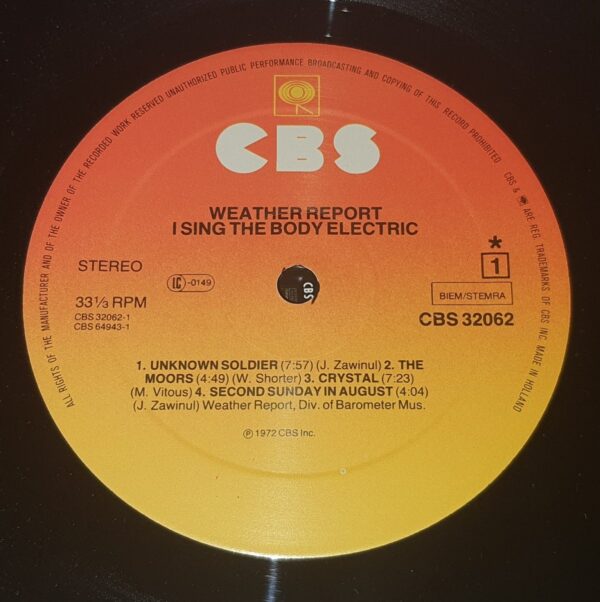 ALL RIGHTS OF THE MANUFACTURER AND OF THE OWNER OF THE RECORDED WORK RESERVED UNAUTHORIZED PUBLIC PERFORMANCE BROADCASTING AND COPYING OF THIS RECORD PROHIBITED CBS & ARE REG. TRADEMARKS OF CBS INC. MADE IN HOLLAND
CBS
WEATHER REPORT
I SING THE BODY ELECTRIC
STEREO
LC-0149
33⅓ RPM
CBS 32062-1
CBS 64943-1
*
1
BIEM/STEMRA
CBS 32062
CBS
1. UNKNOWN SOLDIER (7:57) (J. Zawinul) 2. THE
MOORS (4:49) (W. Shorter) 3. CRYSTAL (7:23)
(M. Vitous) 4. SECOND SUNDAY IN AUGUST (4:04)
(J. Zawinul) Weather Report, Div. of Barometer Mus.
℗ 1972 CBS Inc.